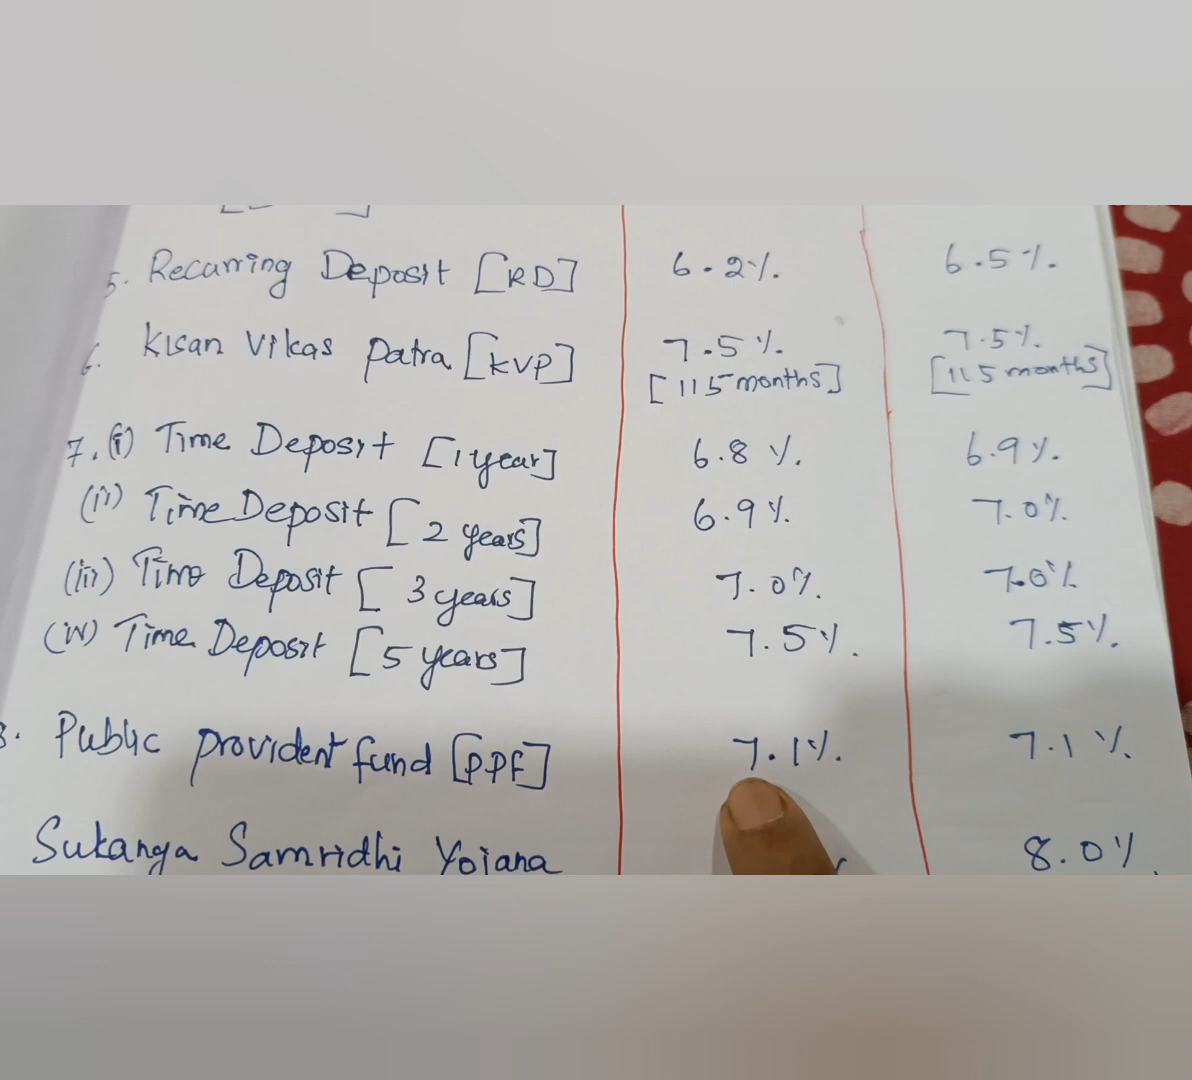 5. Recurring Deposit [RD] 6.2%. 6.5%.
6. Kisan Vikas Patra [KVP] 7.5%. 7.5%.
[115 months] [115 months]
7. (i) Time Deposit [1 year] 6.8%. 6.9%.
(ii) Time Deposit [2 years] 6.9%. 7.0%.
(iii) Time Deposit [3 years] 7.0%. 7.0%
(iv) Time Deposit [5 years] 7.5%. 7.5%.
8. Public provident fund [PPF] 7.1%. 7.1%
Sukanya Samridhi Yojana 8.0%